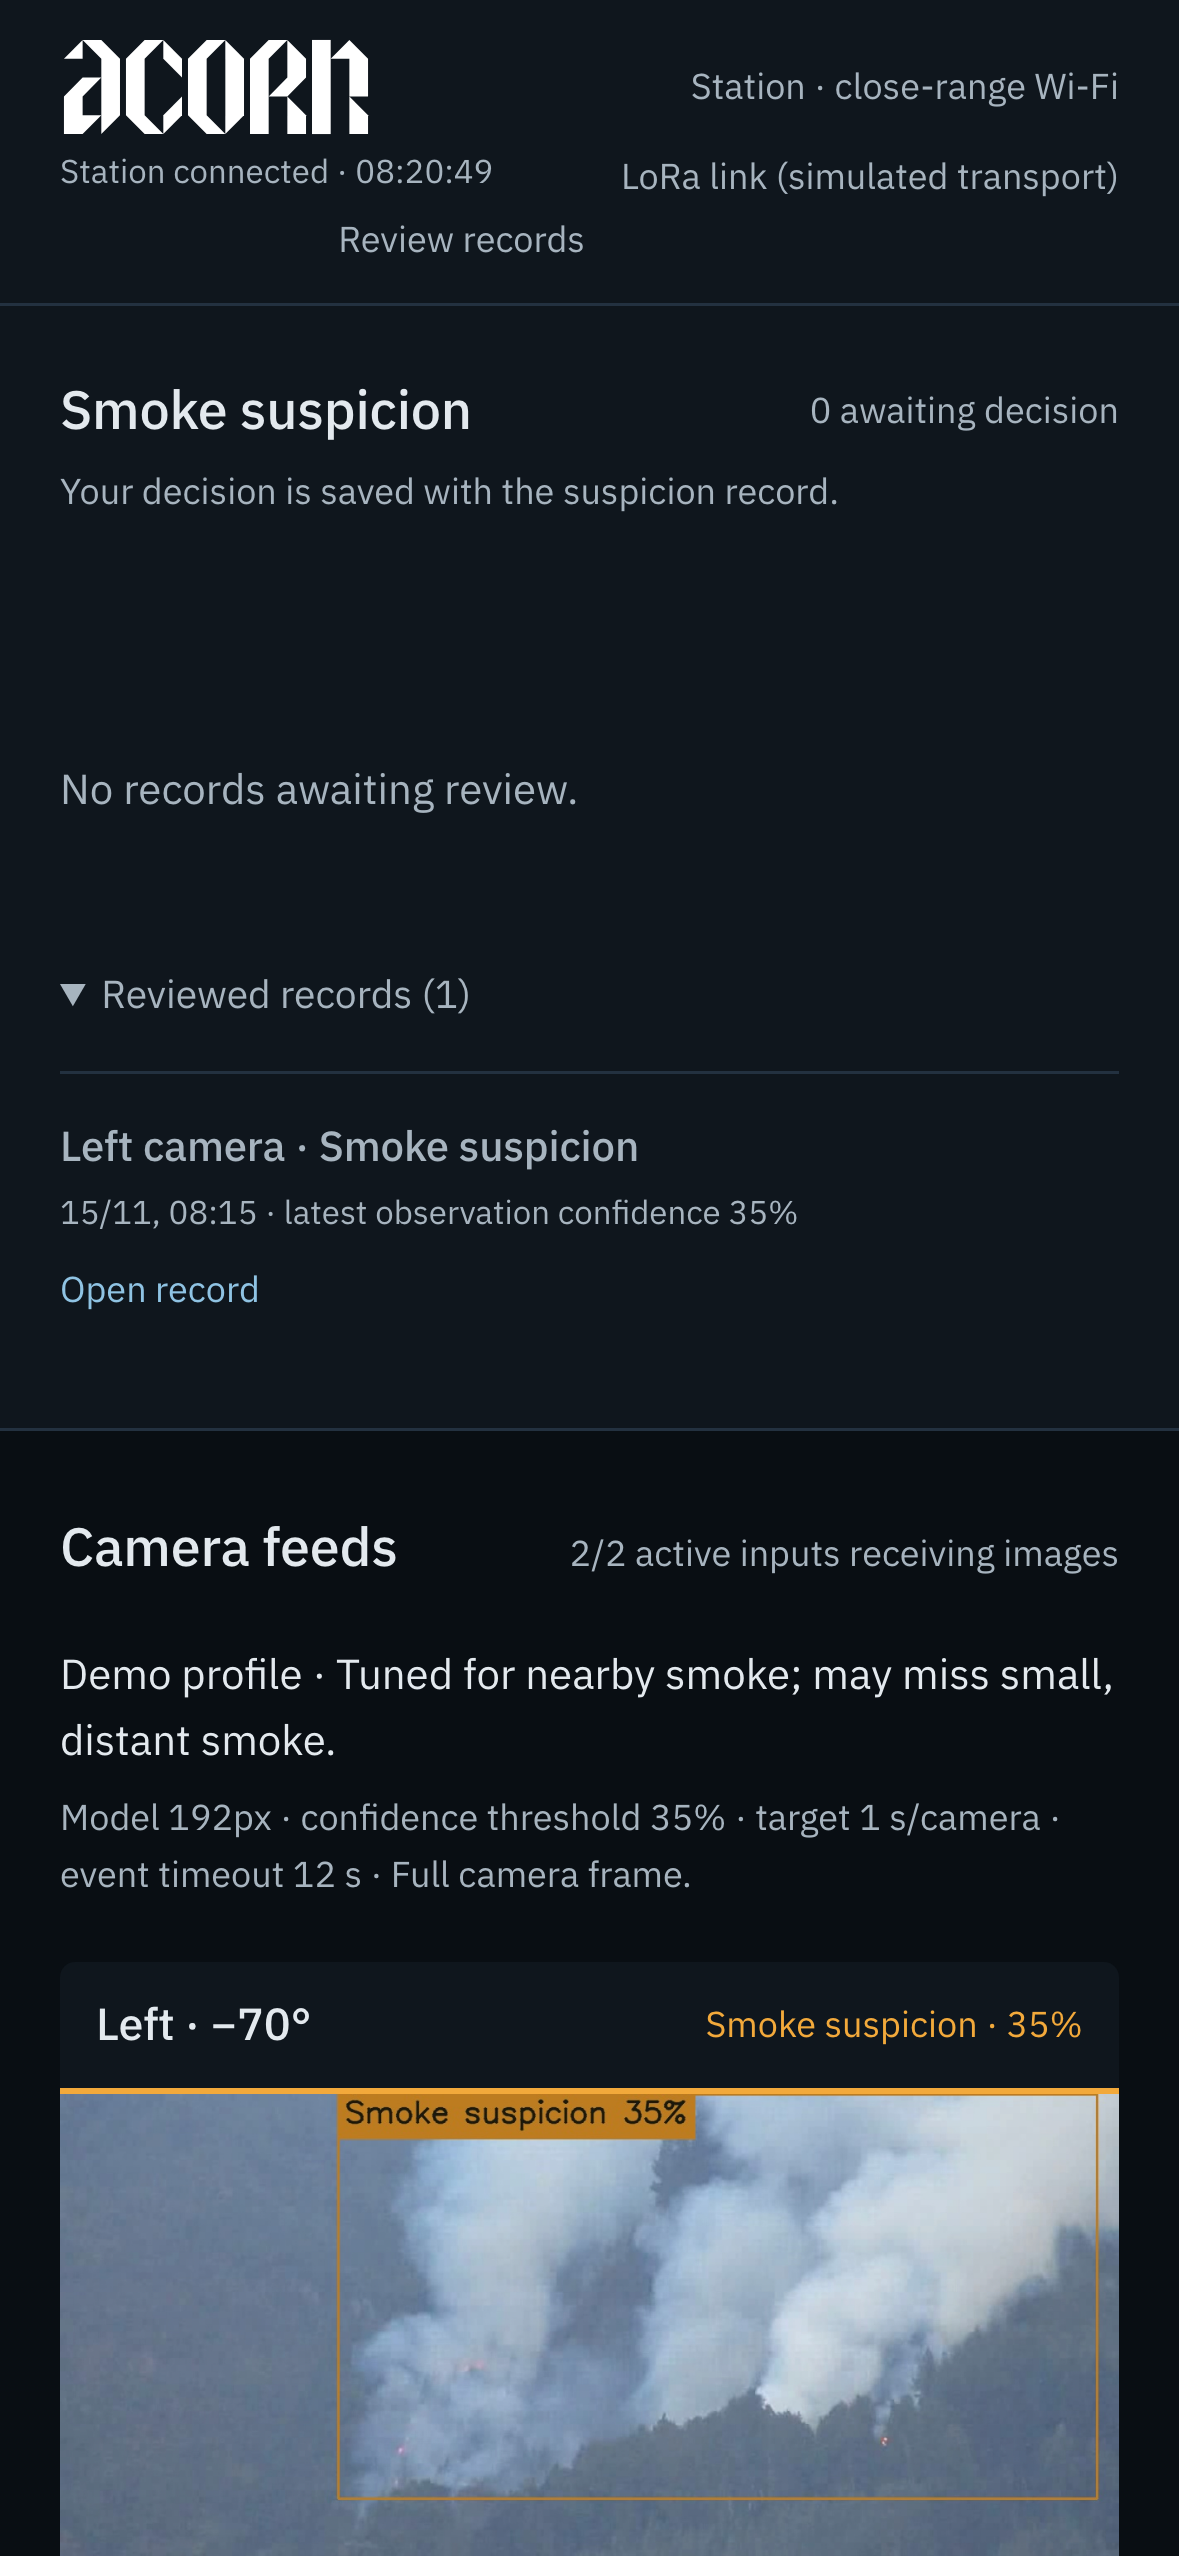 acorn
Station · close-range Wi-Fi
Station connected · 08:20:49
LoRa link (simulated transport)
Review records
Smoke suspicion
0 awaiting decision
Your decision is saved with the suspicion record.
No records awaiting review.
▼ Reviewed records (1)
Left camera · Smoke suspicion
15/11, 08:15 · latest observation confidence 35%
Open record
Camera feeds
2/2 active inputs receiving images
Demo profile · Tuned for nearby smoke; may miss small,
distant smoke.
Model 192px · confidence threshold 35% · target 1 s/camera ·
event timeout 12 s · Full camera frame.
Left · −70°
Smoke suspicion · 35%
Smoke suspicion 35%